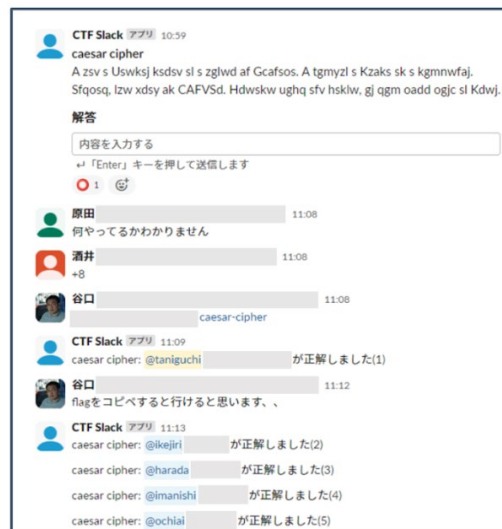 CTF Slack アプリ 10:59
caesar cipher
A zsv s Uswksj ksdsv sl s zglwd af Gcafsos. A tgmyzl s Kzaks sk s kgmnwfaj.
Sfqosq, lzw xdsy ak CAFVSd. Hdwskw ughq sfv hsklw, gj qgm oadd ogjc sl Kdwj.
解答
内容を入力する
↵「Enter」キーを押して送信します
1
原田 11:08
何やってるかわかりません
酒井 11:08
+8
谷口 11:08
caesar-cipher
CTF Slack アプリ 11:09
caesar cipher: @taniguchi が正解しました(1)
谷口 11:12
flagをコピペすると行けると思います、、
CTF Slack アプリ 11:13
caesar cipher: @ikejiri が正解しました(2)
caesar cipher: @harada が正解しました(3)
caesar cipher: @imanishi が正解しました(4)
caesar cipher: @ochiai が正解しました(5)